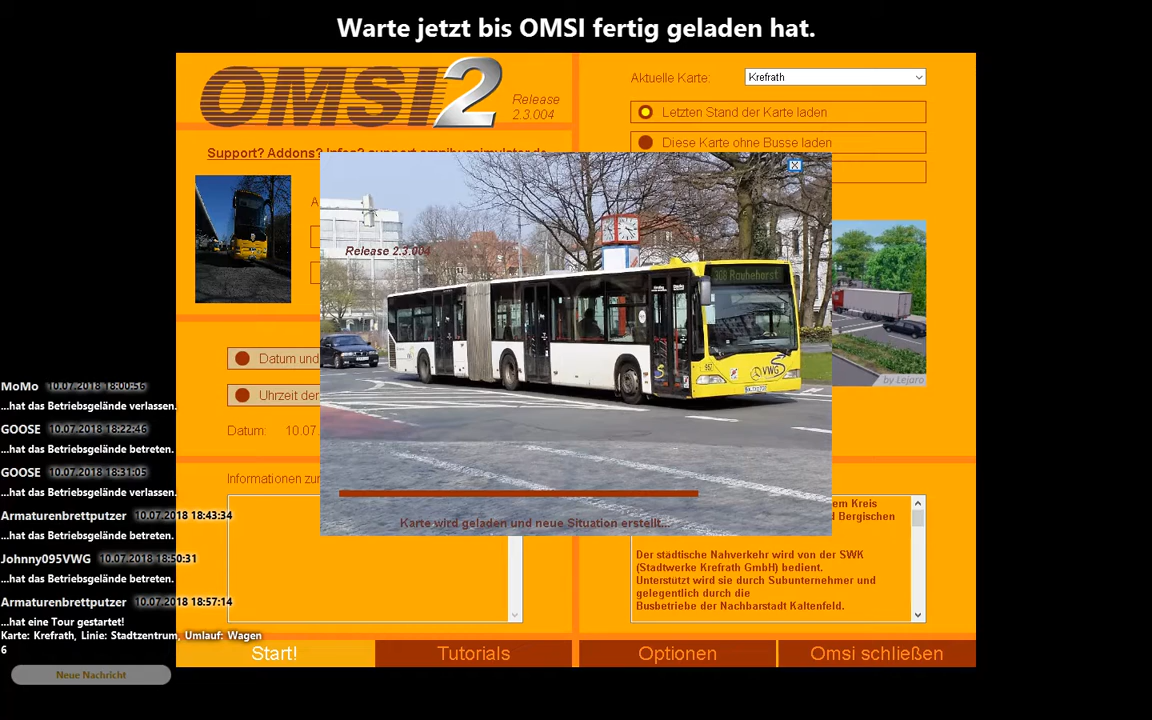 Warte jetzt bis OMSI fertig geladen hat.
OMSI 2
Release
2.3.004
Aktuelle Karte:
Krefrath
Letzten Stand der Karte laden
Diese Karte ohne Busse laden
Support? Addons? Infos? support.omnibussimulator.de
Release 2.3.004
308 Rauhehorst
VWG
by Lejaro
Datum und
Uhrzeit der
Datum: 10.07.
Informationen zur
Karte wird geladen und neue Situation erstellt...
em Kreis
d Bergischen
Der städtische Nahverkehr wird von der SWK
(Stadtwerke Krefrath GmbH) bedient.
Unterstützt wird sie durch Subunternehmer und
gelegentlich durch die
Busbetriebe der Nachbarstadt Kaltenfeld.
MoMo 10.07.2018 18:00:56
...hat das Betriebsgelände verlassen.
GOOSE 10.07.2018 18:22:46
...hat das Betriebsgelände betreten.
GOOSE 10.07.2018 18:31:05
...hat das Betriebsgelände verlassen.
Armaturenbrettputzer 10.07.2018 18:43:34
...hat das Betriebsgelände betreten.
Johnny095VWG 10.07.2018 18:50:31
...hat das Betriebsgelände betreten.
Armaturenbrettputzer 10.07.2018 18:57:14
...hat eine Tour gestartet!
Karte: Krefrath, Linie: Stadtzentrum, Umlauf: Wagen
6
Neue Nachricht
Start!
Tutorials
Optionen
Omsi schließen